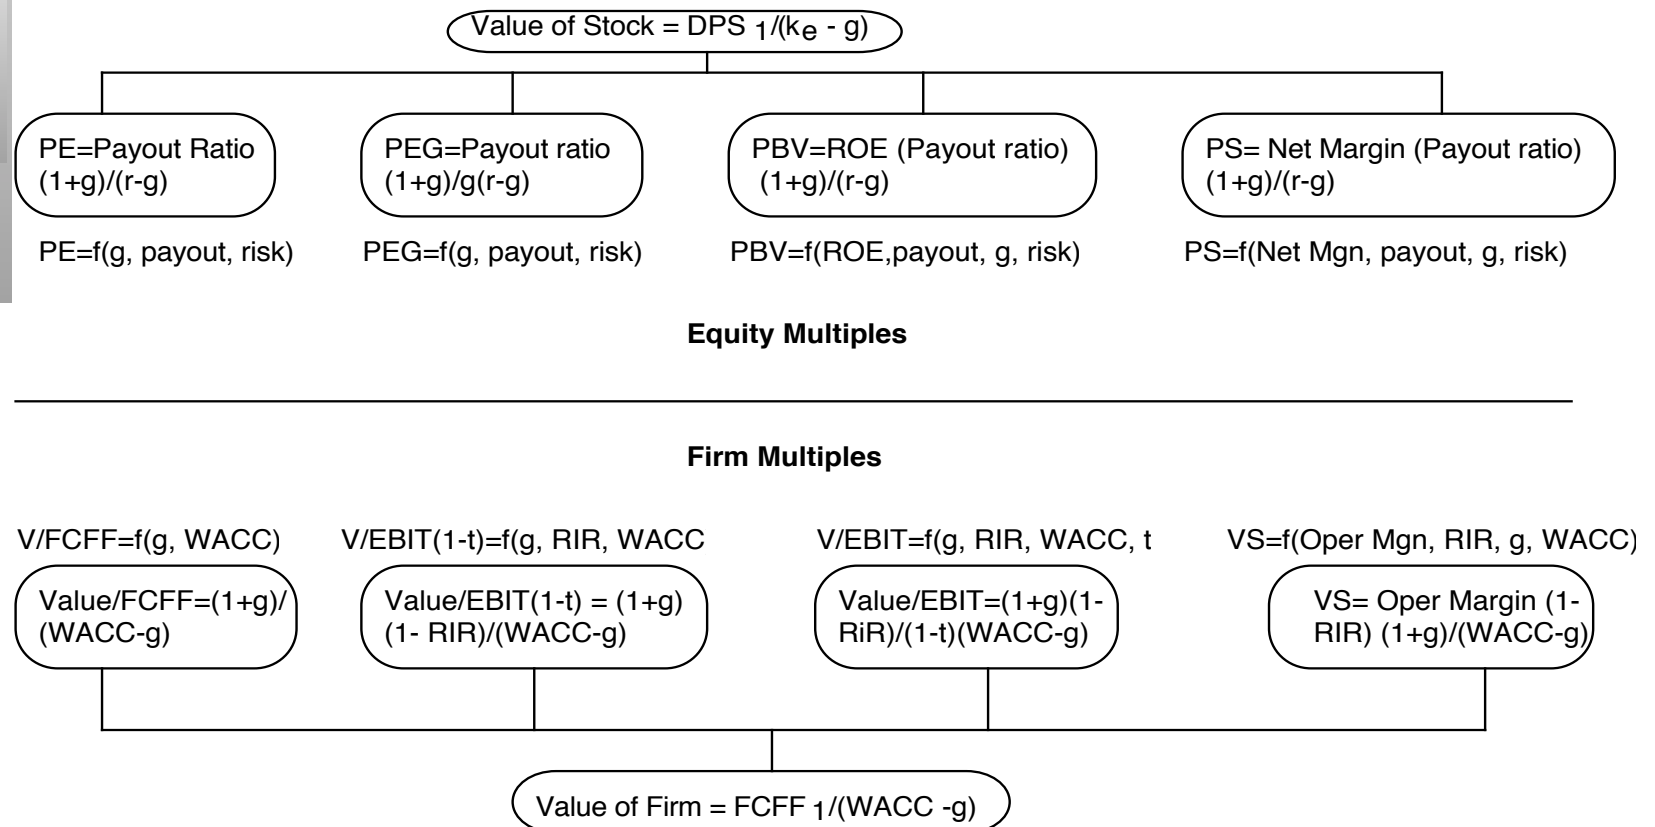 Value of Stock = DPS 1/(ke - g)
PE=Payout Ratio
(1+g)/(r-g)
PEG=Payout ratio
(1+g)/g(r-g)
PBV=ROE (Payout ratio)
(1+g)/(r-g)
PS= Net Margin (Payout ratio)
(1+g)/(r-g)
PE=f(g, payout, risk)
PEG=f(g, payout, risk)
PBV=f(ROE,payout, g, risk)
PS=f(Net Mgn, payout, g, risk)
Equity Multiples
Firm Multiples
V/FCFF=f(g, WACC)
V/EBIT(1-t)=f(g, RIR, WACC
V/EBIT=f(g, RIR, WACC, t
VS=f(Oper Mgn, RIR, g, WACC)
Value/FCFF=(1+g)/
(WACC-g)
Value/EBIT(1-t) = (1+g)
(1- RIR)/(WACC-g)
Value/EBIT=(1+g)(1-
RiR)/(1-t)(WACC-g)
VS= Oper Margin (1-
RIR) (1+g)/(WACC-g)
Value of Firm = FCFF 1/(WACC -g)